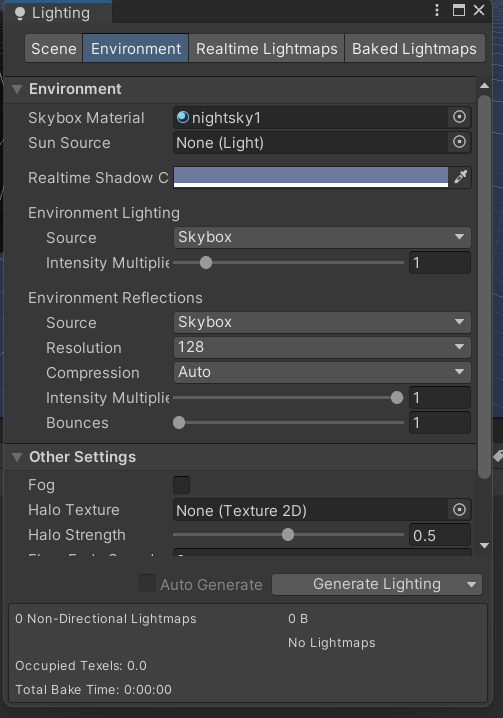 Lighting
Scene Environment Realtime Lightmaps Baked Lightmaps
Environment
Skybox Material nightsky1
Sun Source None (Light)
Realtime Shadow C
Environment Lighting
Source Skybox
Intensity Multiplie 1
Environment Reflections
Source Skybox
Resolution 128
Compression Auto
Intensity Multiplie 1
Bounces 1
Other Settings
Fog
Halo Texture None (Texture 2D)
Halo Strength 0.5
Auto Generate Generate Lighting
0 Non-Directional Lightmaps 0 B
No Lightmaps
Occupied Texels: 0.0
Total Bake Time: 0:00:00